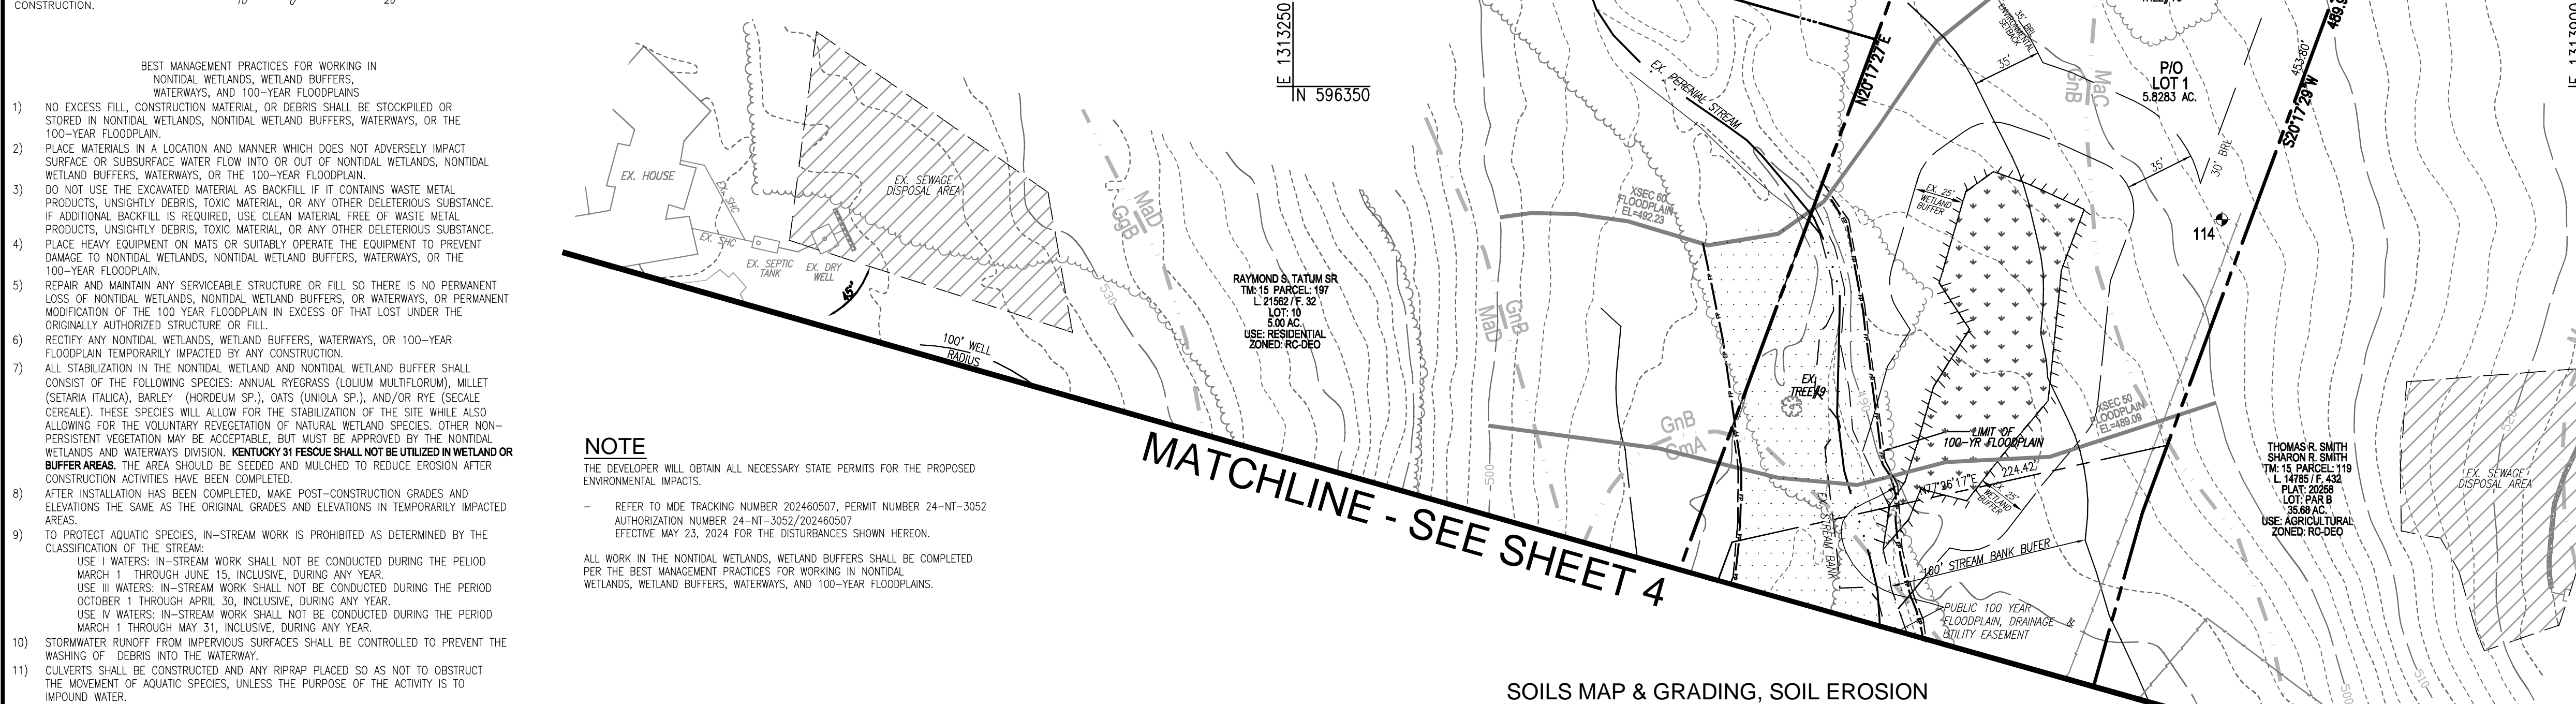 CONSTRUCTION.
10 0 20
BEST MANAGEMENT PRACTICES FOR WORKING IN
NONTIDAL WETLANDS, WETLAND BUFFERS,
WATERWAYS, AND 100-YEAR FLOODPLAINS
1) NO EXCESS FILL, CONSTRUCTION MATERIAL, OR DEBRIS SHALL BE STOCKPILED OR
STORED IN NONTIDAL WETLANDS, NONTIDAL WETLAND BUFFERS, WATERWAYS, OR THE
100-YEAR FLOODPLAIN.
2) PLACE MATERIALS IN A LOCATION AND MANNER WHICH DOES NOT ADVERSELY IMPACT
SURFACE OR SUBSURFACE WATER FLOW INTO OR OUT OF NONTIDAL WETLANDS, NONTIDAL
WETLAND BUFFERS, WATERWAYS, OR THE 100-YEAR FLOODPLAIN.
3) DO NOT USE THE EXCAVATED MATERIAL AS BACKFILL IF IT CONTAINS WASTE METAL
PRODUCTS, UNSIGHTLY DEBRIS, TOXIC MATERIAL, OR ANY OTHER DELETERIOUS SUBSTANCE.
IF ADDITIONAL BACKFILL IS REQUIRED, USE CLEAN MATERIAL FREE OF WASTE METAL
PRODUCTS, UNSIGHTLY DEBRIS, TOXIC MATERIAL, OR ANY OTHER DELETERIOUS SUBSTANCE.
4) PLACE HEAVY EQUIPMENT ON MATS OR SUITABLY OPERATE THE EQUIPMENT TO PREVENT
DAMAGE TO NONTIDAL WETLANDS, NONTIDAL WETLAND BUFFERS, WATERWAYS, OR THE
100-YEAR FLOODPLAIN.
5) REPAIR AND MAINTAIN ANY SERVICEABLE STRUCTURE OR FILL SO THERE IS NO PERMANENT
LOSS OF NONTIDAL WETLANDS, NONTIDAL WETLAND BUFFERS, OR WATERWAYS, OR PERMANENT
MODIFICATION OF THE 100 YEAR FLOODPLAIN IN EXCESS OF THAT LOST UNDER THE
ORIGINALLY AUTHORIZED STRUCTURE OR FILL.
6) RECTIFY ANY NONTIDAL WETLANDS, WETLAND BUFFERS, WATERWAYS, OR 100-YEAR
FLOODPLAIN TEMPORARILY IMPACTED BY ANY CONSTRUCTION.
7) ALL STABILIZATION IN THE NONTIDAL WETLAND AND NONTIDAL WETLAND BUFFER SHALL
CONSIST OF THE FOLLOWING SPECIES: ANNUAL RYEGRASS (LOLIUM MULTIFLORUM), MILLET
(SETARIA ITALICA), BARLEY (HORDEUM SP.), OATS (UNIOLA SP.), AND/OR RYE (SECALE
CEREALE). THESE SPECIES WILL ALLOW FOR THE STABILIZATION OF THE SITE WHILE ALSO
ALLOWING FOR THE VOLUNTARY REVEGETATION OF NATURAL WETLAND SPECIES. OTHER NON-
PERSISTENT VEGETATION MAY BE ACCEPTABLE, BUT MUST BE APPROVED BY THE NONTIDAL
WETLANDS AND WATERWAYS DIVISION. KENTUCKY 31 FESCUE SHALL NOT BE UTILIZED IN WETLAND OR
BUFFER AREAS. THE AREA SHOULD BE SEEDED AND MULCHED TO REDUCE EROSION AFTER
CONSTRUCTION ACTIVITIES HAVE BEEN COMPLETED.
8) AFTER INSTALLATION HAS BEEN COMPLETED, MAKE POST-CONSTRUCTION GRADES AND
ELEVATIONS THE SAME AS THE ORIGINAL GRADES AND ELEVATIONS IN TEMPORARILY IMPACTED
AREAS.
9) TO PROTECT AQUATIC SPECIES, IN-STREAM WORK IS PROHIBITED AS DETERMINED BY THE
CLASSIFICATION OF THE STREAM:
USE I WATERS: IN-STREAM WORK SHALL NOT BE CONDUCTED DURING THE PELIOD
MARCH 1 THROUGH JUNE 15, INCLUSIVE, DURING ANY YEAR.
USE III WATERS: IN-STREAM WORK SHALL NOT BE CONDUCTED DURING THE PERIOD
OCTOBER 1 THROUGH APRIL 30, INCLUSIVE, DURING ANY YEAR.
USE IV WATERS: IN-STREAM WORK SHALL NOT BE CONDUCTED DURING THE PERIOD
MARCH 1 THROUGH MAY 31, INCLUSIVE, DURING ANY YEAR.
10) STORMWATER RUNOFF FROM IMPERVIOUS SURFACES SHALL BE CONTROLLED TO PREVENT THE
WASHING OF DEBRIS INTO THE WATERWAY.
11) CULVERTS SHALL BE CONSTRUCTED AND ANY RIPRAP PLACED SO AS NOT TO OBSTRUCT
THE MOVEMENT OF AQUATIC SPECIES, UNLESS THE PURPOSE OF THE ACTIVITY IS TO
IMPOUND WATER.
EX. HOUSE
EX. SHC
EX. SHC
EX. SEPTIC
TANK
EX. DRY
WELL
EX. SEWAGE
DISPOSAL AREA
45'
100' WELL
RADIUS
530
MaD
GgB
NOTE
THE DEVELOPER WILL OBTAIN ALL NECESSARY STATE PERMITS FOR THE PROPOSED
ENVIRONMENTAL IMPACTS.
- REFER TO MDE TRACKING NUMBER 202460507, PERMIT NUMBER 24-NT-3052
AUTHORIZATION NUMBER 24-NT-3052/202460507
EFFECTIVE MAY 23, 2024 FOR THE DISTURBANCES SHOWN HEREON.
ALL WORK IN THE NONTIDAL WETLANDS, WETLAND BUFFERS SHALL BE COMPLETED
PER THE BEST MANAGEMENT PRACTICES FOR WORKING IN NONTIDAL
WETLANDS, WETLAND BUFFERS, WATERWAYS, AND 100-YEAR FLOODPLAINS.
E 1313250
N 596350
RAYMOND S. TATUM SR
TM: 15 PARCEL: 197
L. 21562 / F. 32
LOT: 10
5.00 AC.
USE: RESIDENTIAL
ZONED: RC-DEO
MATCHLINE - SEE SHEET 4
GnB
MaD
500
XSEC 60
FLOODPLAIN
EL=492.23
EX. PERENIAL STREAM
N20°17'27"E
GnB
GmA
EX.
TREE 19
490
EX. STREAM BANK
35' BRL
ENVIRONMENTAL
SETBACK
35'
GnB
MaC
P/O
LOT 1
5.8283 AC.
EX. 25'
WETLAND
BUFFER
35'
30' BRL
114
453.80'
S20°17'29"W
489.9
E 1313900
LIMIT OF
100-YR FLOODPLAIN
XSEC 50
FLOODPLAIN
EL=489.09
N77°26'17"E
224.42'
EX. 25'
WETLAND
BUFFER
100' STREAM BANK BUFER
PUBLIC 100 YEAR
FLOODPLAIN, DRAINAGE &
UTILITY EASEMENT
THOMAS R. SMITH
SHARON R. SMITH
TM: 15 PARCEL: 119
L. 14785 / F. 432
PLAT: 20258
LOT: PAR B
35.68 AC.
USE: AGRICULTURAL
ZONED: RC-DEO
EX. SEWAGE
DISPOSAL AREA
520
510
500
SOILS MAP & GRADING, SOIL EROSION